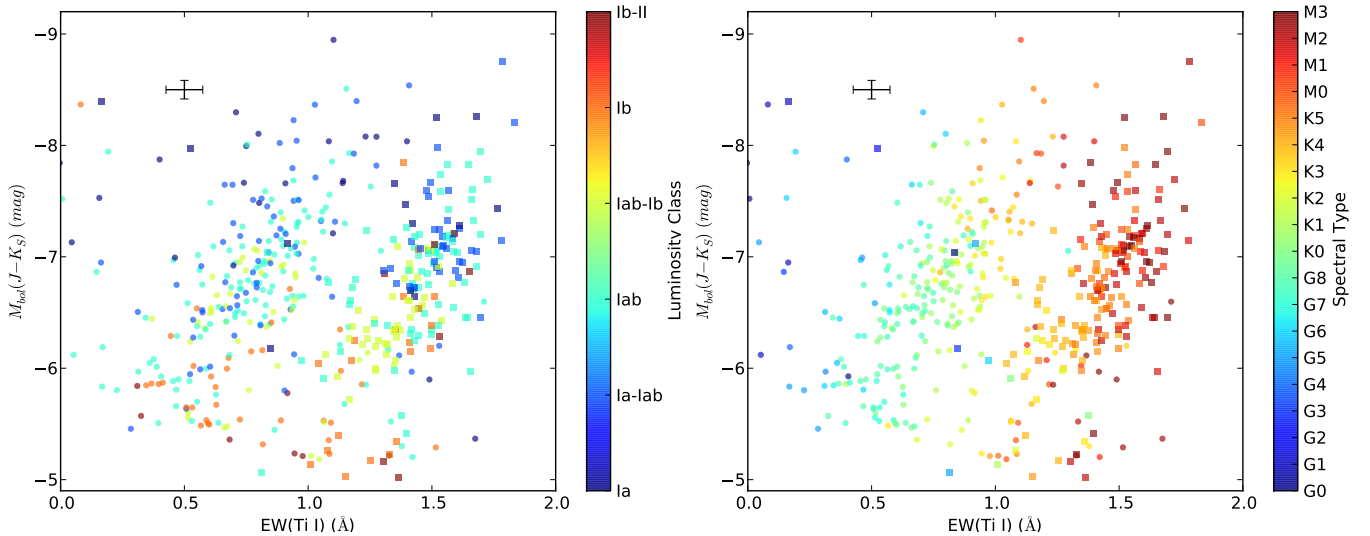 −9
−8
−7
−6
−5
M_bol(J−K_S) (mag)
0.0 0.5 1.0 1.5 2.0
EW(Ti I) (Å)
Ib-II
Ib
Iab-Ib
Iab
Ia-Iab
Ia
Luminosity Class
−9
−8
−7
−6
−5
M_bol(J−K_S) (mag)
0.0 0.5 1.0 1.5 2.0
EW(Ti I) (Å)
M3
M2
M1
M0
K5
K4
K3
K2
K1
K0
G8
G7
G6
G5
G4
G3
G2
G1
G0
Spectral Type